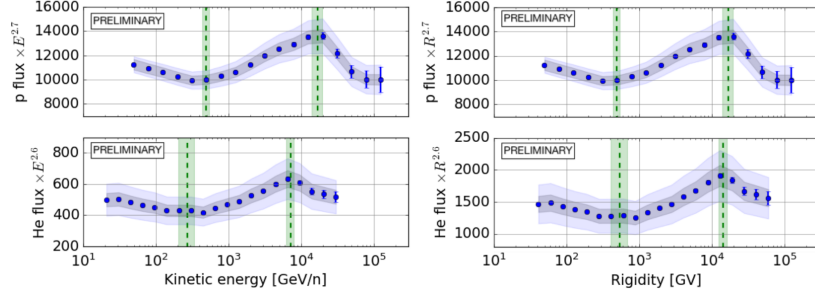 16000
14000
12000
10000
8000
p flux ×E^2.7
PRELIMINARY
16000
14000
12000
10000
8000
p flux ×R^2.7
PRELIMINARY
800
600
400
200
He flux ×E^2.6
PRELIMINARY
10^1 10^2 10^3 10^4 10^5
Kinetic energy [GeV/n]
2500
2000
1500
1000
He flux ×R^2.6
PRELIMINARY
10^1 10^2 10^3 10^4 10^5
Rigidity [GV]